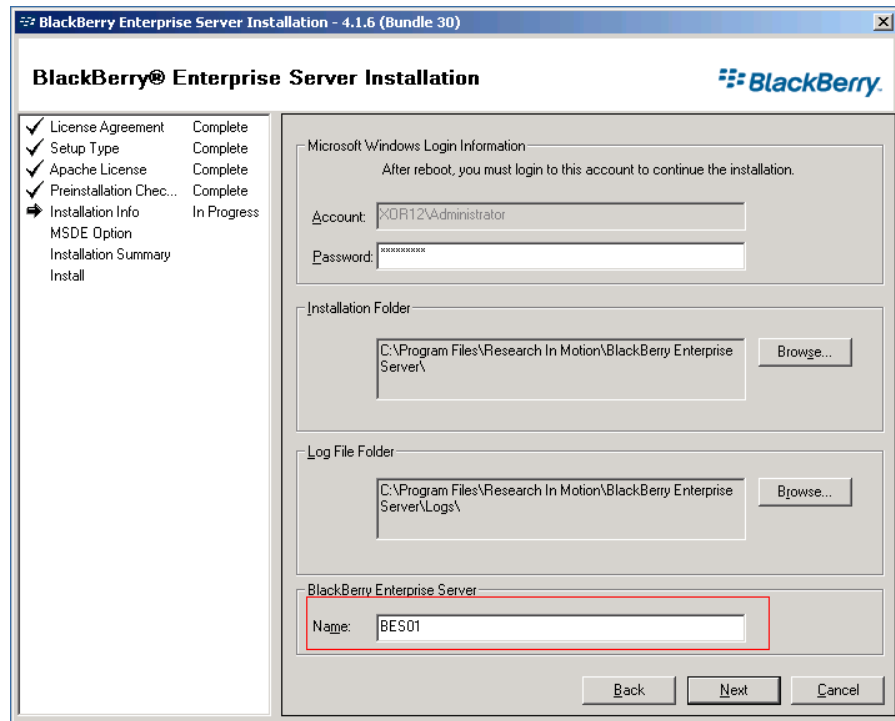 BlackBerry Enterprise Server Installation - 4.1.6 (Bundle 30)
BlackBerry® Enterprise Server Installation
BlackBerry.
License Agreement Complete
Setup Type Complete
Apache License Complete
Preinstallation Chec... Complete
Installation Info In Progress
MSDE Option
Installation Summary
Install
Microsoft Windows Login Information
After reboot, you must login to this account to continue the installation.
Account: XOR12\Administrator
Password: ×××××××××
Installation Folder
C:\Program Files\Research In Motion\BlackBerry Enterprise
Server\
Browse...
Log File Folder
C:\Program Files\Research In Motion\BlackBerry Enterprise
Server\Logs\
Browse...
BlackBerry Enterprise Server
Name: BES01
Back Next Cancel